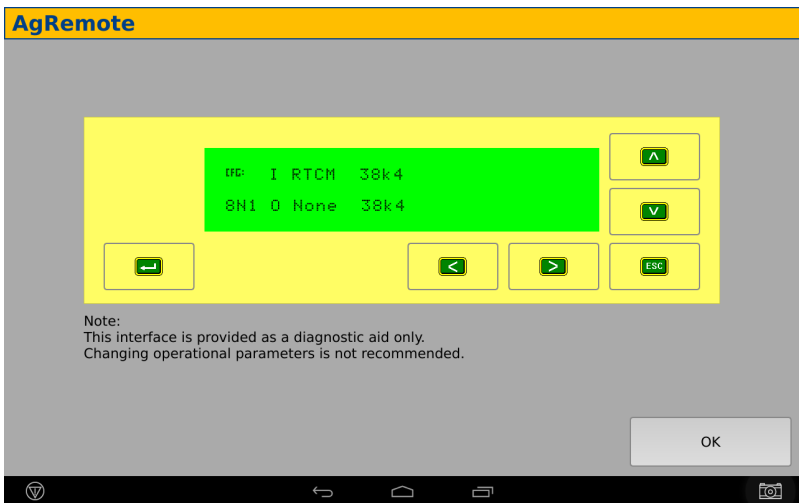 AgRemote
CFG: I RTCM 38k4
8N1 O None 38k4
ESC
Note:
This interface is provided as a diagnostic aid only.
Changing operational parameters is not recommended.
OK